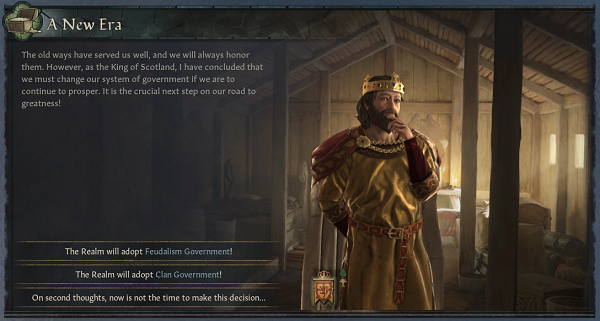 A New Era
The old ways have served us well, and we will always honor
them. However, as the King of Scotland, I have concluded that
we must change our system of government if we are to
continue to prosper. It is the crucial next step on our road to
greatness!
The Realm will adopt Feudalism Government!
The Realm will adopt Clan Government!
On second thoughts, now is not the time to make this decision...